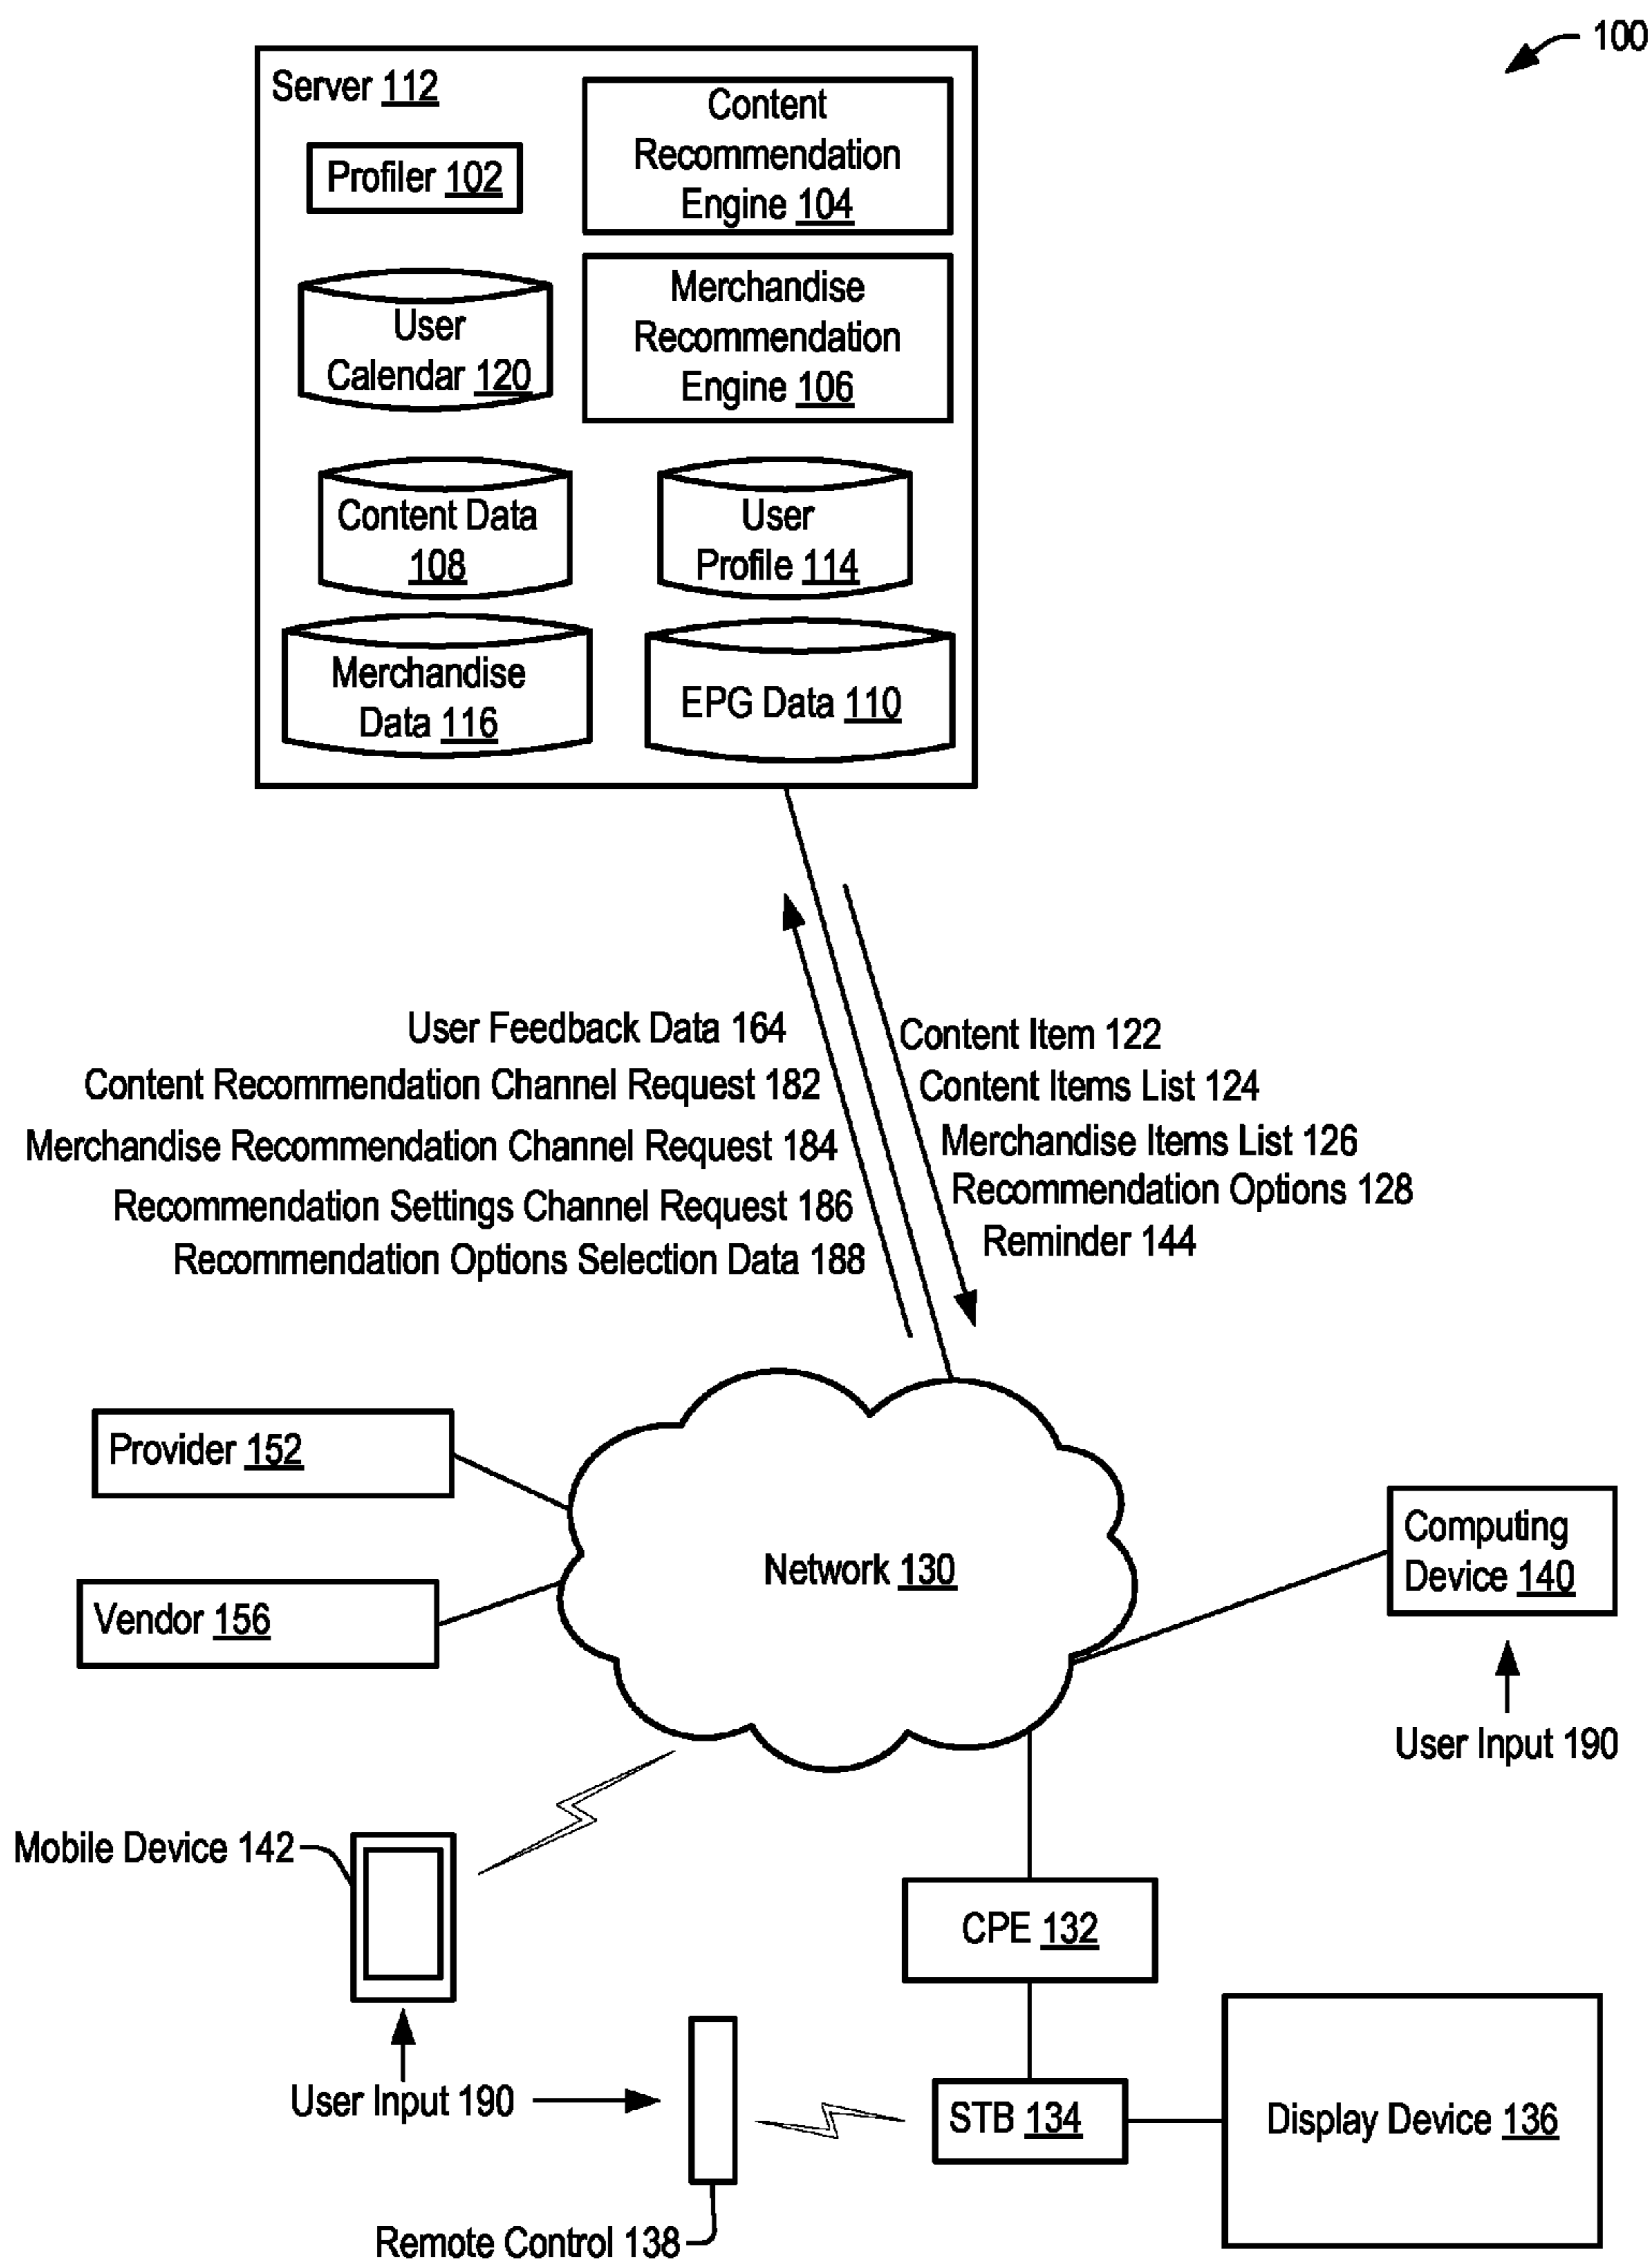 100
Server 112
Profiler 102
Content
Recommendation
Engine 104
User
Calendar 120
Merchandise
Recommendation
Engine 106
Content Data
108
User
Profile 114
Merchandise
Data 116
EPG Data 110
User Feedback Data 164
Content Recommendation Channel Request 182
Merchandise Recommendation Channel Request 184
Recommendation Settings Channel Request 186
Recommendation Options Selection Data 188
Content Item 122
Content Items List 124
Merchandise Items List 126
Recommendation Options 128
Reminder 144
Provider 152
Vendor 156
Network 130
Computing
Device 140
User Input 190
Mobile Device 142
CPE 132
User Input 190
STB 134
Display Device 136
Remote Control 138